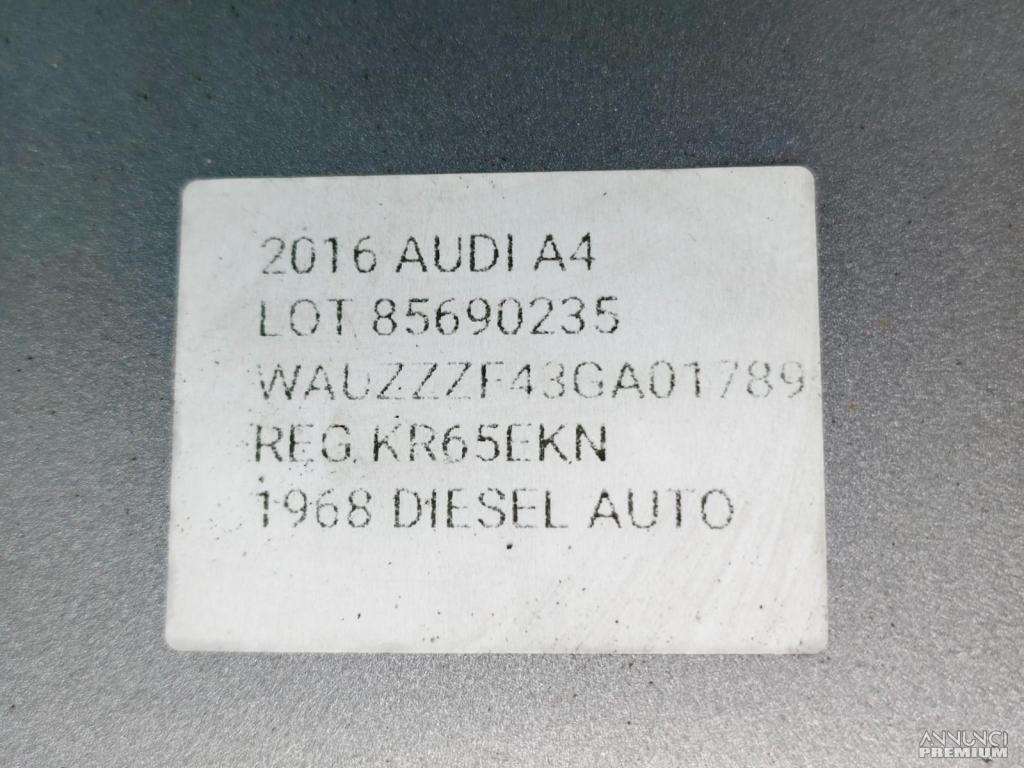 2016 AUDI A4
LOT 85690235
WAUZZZF43GA01789
REG KR65EKN
1968 DIESEL AUTO
ANNUNCI
PREMIUM